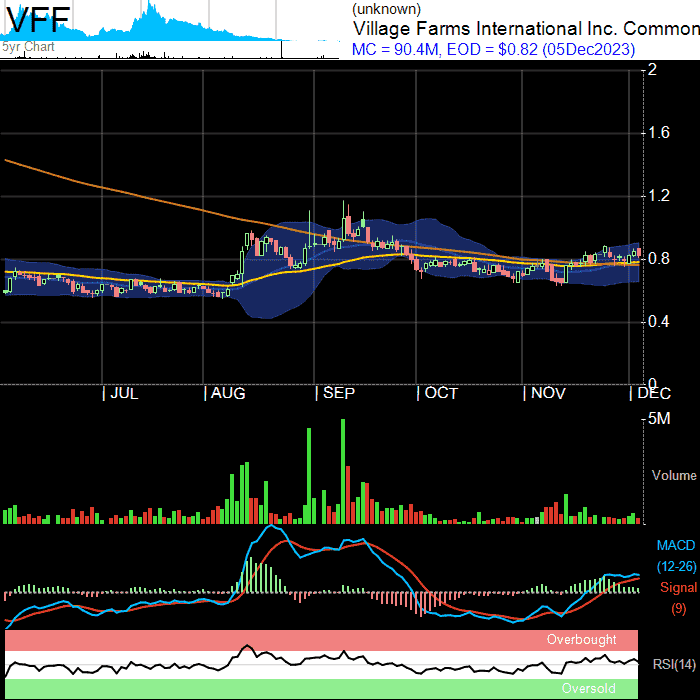 VFF
(unknown)
Village Farms International Inc. Common
MC = 90.4M, EOD = $0.82 (05Dec2023)
5yr Chart
2
1.6
1.2
0.8
0.4
0
JUL
AUG
SEP
OCT
NOV
DEC
5M
Volume
MACD
(12-26)
Signal
(9)
Overbought
RSI(14)
Oversold